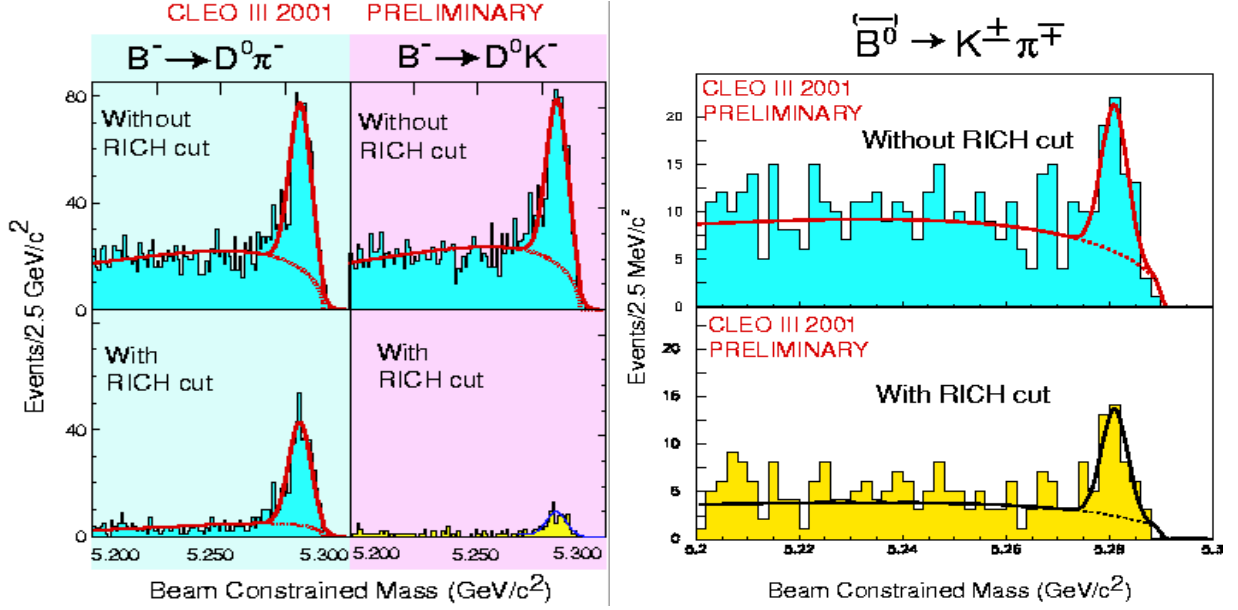 CLEO III 2001 PRELIMINARY
B⁻ → D⁰π⁻
B⁻ → D⁰K⁻
Without
RICH cut
Without
RICH cut
80
40
0
With
RICH cut
With
RICH cut
40
0
5.200 5.250 5.300
5.200 5.250 5.300
Events/2.5 GeV/c²
Beam Constrained Mass (GeV/c²)
(B⁰) → K± π∓
CLEO III 2001
PRELIMINARY
Without RICH cut
20
15
10
5
0
CLEO III 2001
PRELIMINARY
With RICH cut
20
15
10
5
0
5.2 5.22 5.24 5.26 5.28 5.3
Events/2.5 MeV/c²
Beam Constrained Mass (GeV/c²)